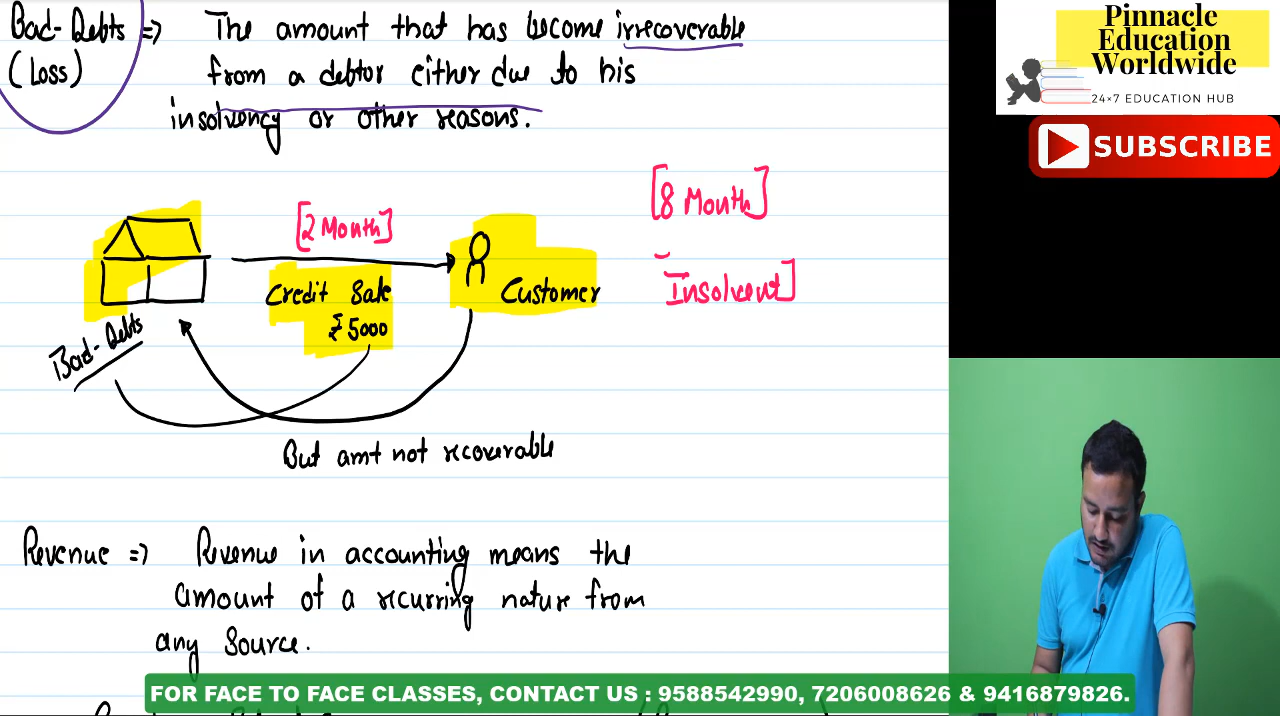 Bad-Debts => The amount that has become irrecoverable
(Loss) from a debtor either due to his
insolvency or other reasons.
[2 Month]
Credit Sale
₹5000
Customer
[8 Month]
Insolvent]
Bad-Debts
But amt not recoverable
Revenue => Revenue in accounting means the
amount of a recurring nature from
any source.
Pinnacle
Education
Worldwide
24×7 EDUCATION HUB
SUBSCRIBE
FOR FACE TO FACE CLASSES, CONTACT US : 9588542990, 7206008626 & 9416879826.